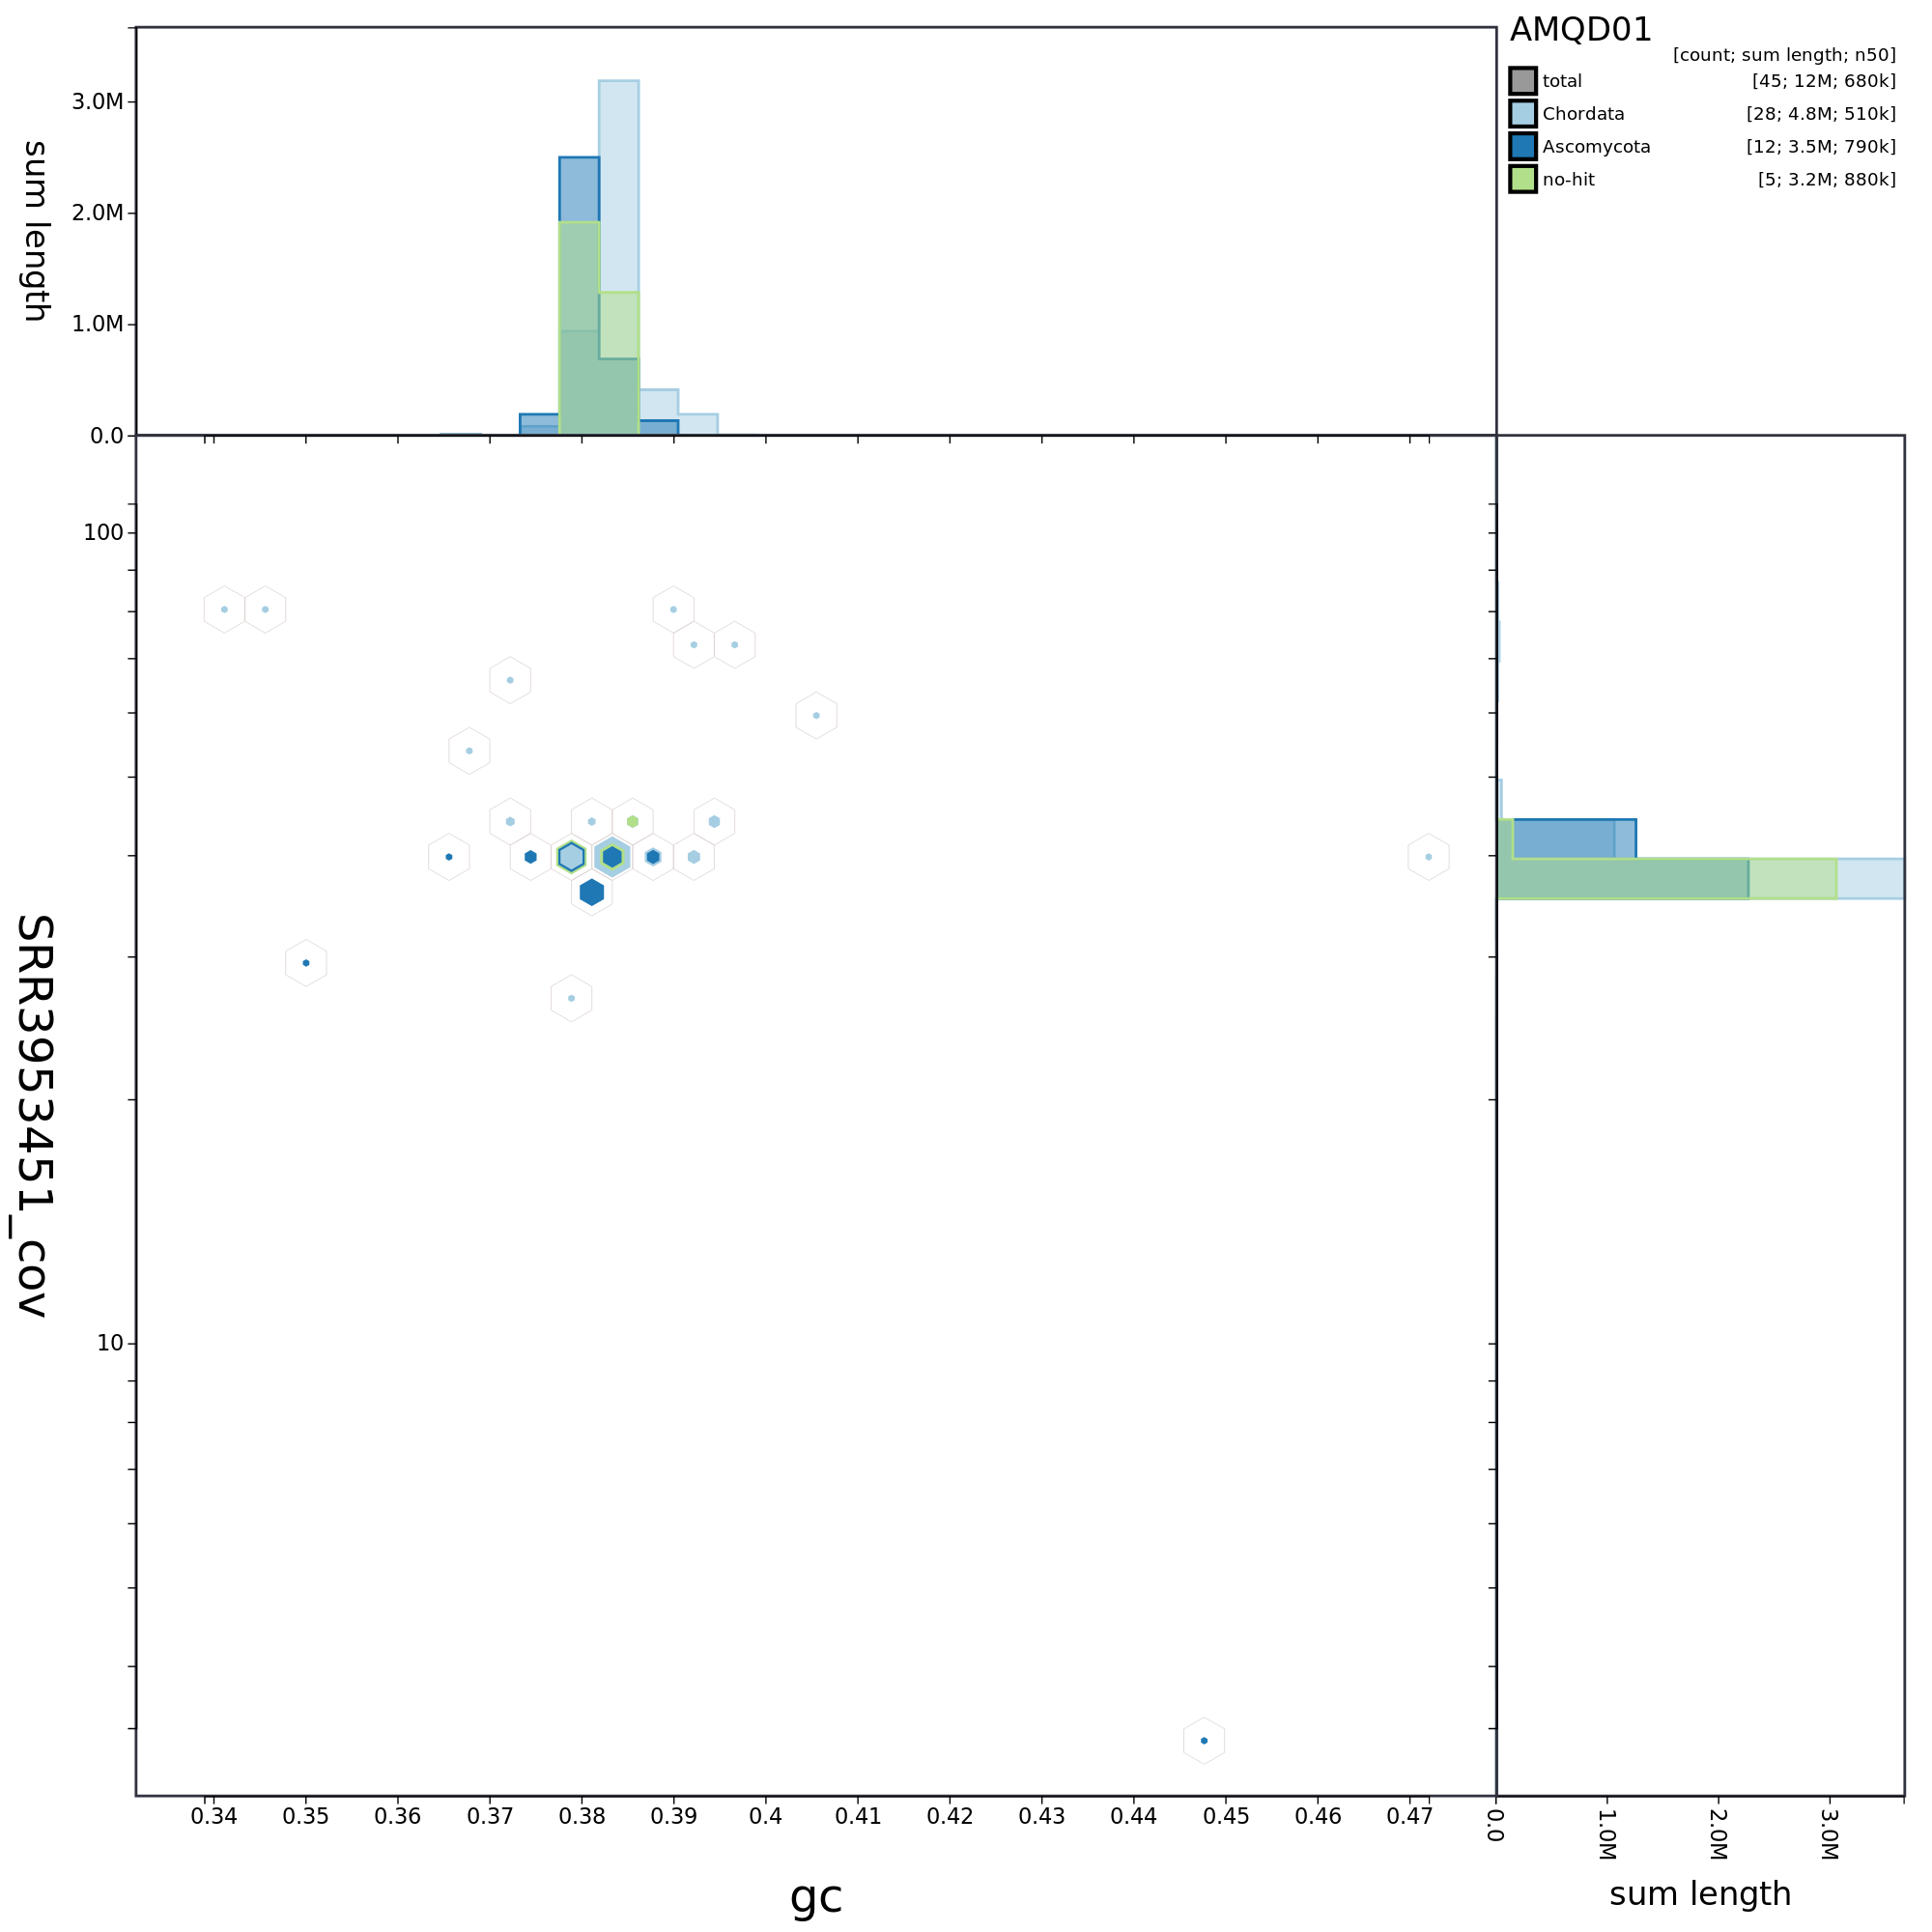 AMQD01
[count; sum length; n50]
total [45; 12M; 680k]
Chordata [28; 4.8M; 510k]
Ascomycota [12; 3.5M; 790k]
no-hit [5; 3.2M; 880k]
sum length
3.0M
2.0M
1.0M
0.0
SRR3953451_cov
100
10
0.34 0.35 0.36 0.37 0.38 0.39 0.4 0.41 0.42 0.43 0.44 0.45 0.46 0.47
gc
0.0 1.0M 2.0M 3.0M
sum length